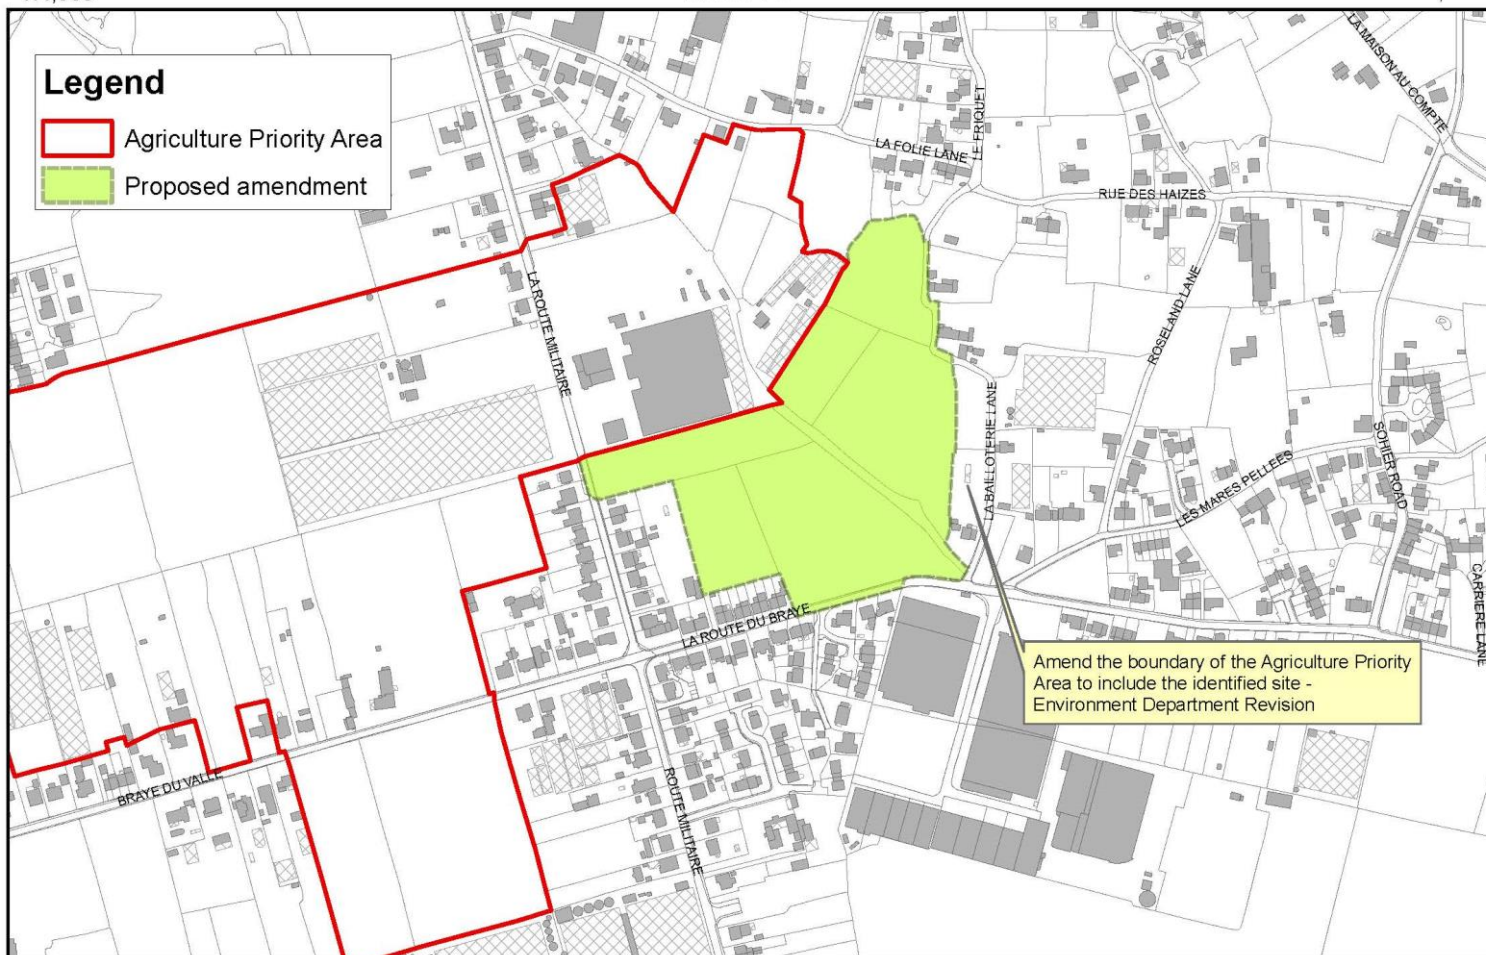 Legend
Agriculture Priority Area
Proposed amendment
LA MAISON AU COMPTE
LE FRIQUET
LA FOLIE LANE
RUE DES HAIZES
LA ROUTE MILITAIRE
ROSELAND LANE
LA BAILLOTERIE LANE
SOHIER ROAD
LES MARES PELLEES
CARRIERE LANE
LA ROUTE DU BRAYE
Amend the boundary of the Agriculture Priority
Area to include the identified site -
Environment Department Revision
BRAYE DU VALLE
ROUTE MILITAIRE